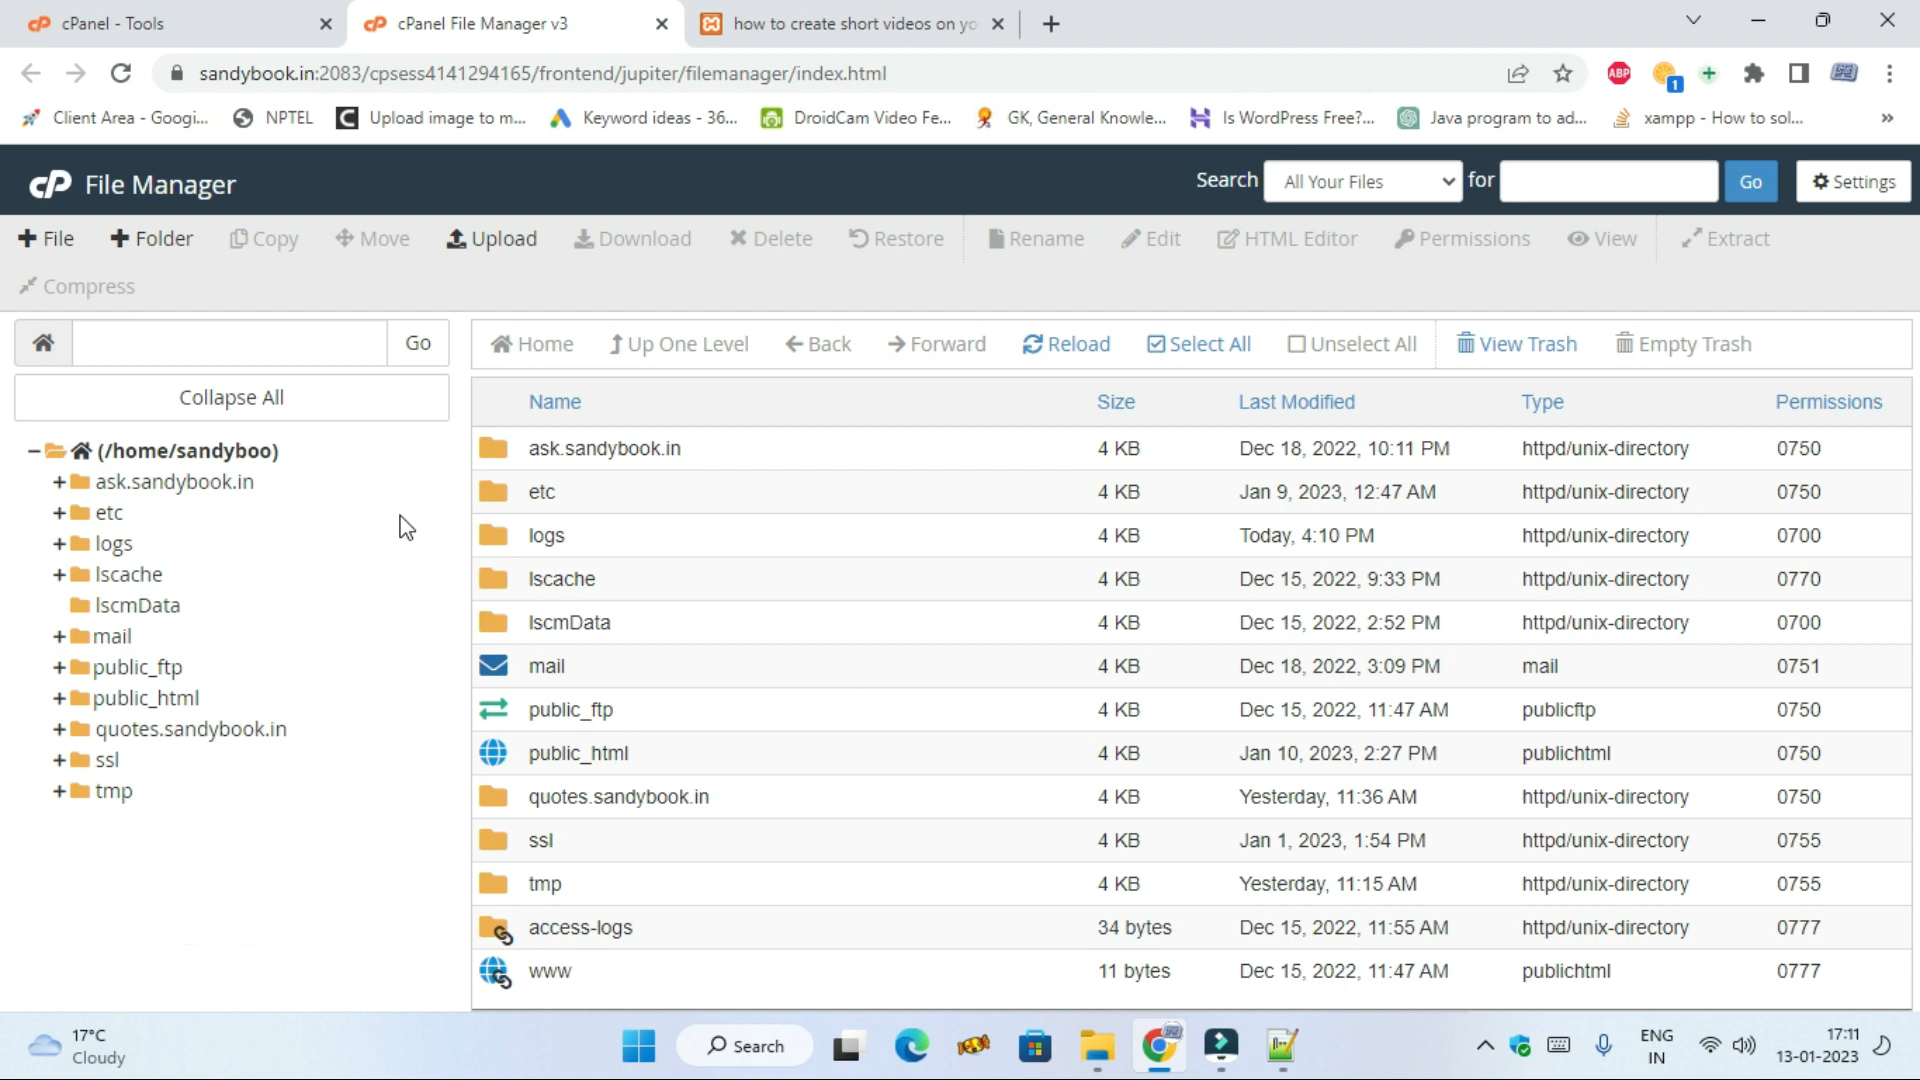 cPanel - Tools
cPanel File Manager v3
how to create short videos on yo
sandybook.in:2083/cpsess4141294165/frontend/jupiter/filemanager/index.html
ABP
1
Client Area - Googi...
NPTEL
Upload image to m...
Keyword ideas - 36...
DroidCam Video Fe...
GK, General Knowle...
Is WordPress Free?...
Java program to ad...
xampp - How to sol...
»
cP File Manager
Search All Your Files for Go Settings
File Folder Copy Move Upload Download Delete Restore Rename Edit HTML Editor Permissions View Extract
Compress
Go
Home Up One Level Back Forward Reload Select All Unselect All View Trash Empty Trash
Collapse All
(/home/sandyboo)
ask.sandybook.in
etc
logs
lscache
lscmData
mail
public_ftp
public_html
quotes.sandybook.in
ssl
tmp
Name Size Last Modified Type Permissions
ask.sandybook.in 4 KB Dec 18, 2022, 10:11 PM httpd/unix-directory 0750
etc 4 KB Jan 9, 2023, 12:47 AM httpd/unix-directory 0750
logs 4 KB Today, 4:10 PM httpd/unix-directory 0700
lscache 4 KB Dec 15, 2022, 9:33 PM httpd/unix-directory 0770
lscmData 4 KB Dec 15, 2022, 2:52 PM httpd/unix-directory 0700
mail 4 KB Dec 18, 2022, 3:09 PM mail 0751
public_ftp 4 KB Dec 15, 2022, 11:47 AM publicftp 0750
public_html 4 KB Jan 10, 2023, 2:27 PM publichtml 0750
quotes.sandybook.in 4 KB Yesterday, 11:36 AM httpd/unix-directory 0750
ssl 4 KB Jan 1, 2023, 1:54 PM httpd/unix-directory 0755
tmp 4 KB Yesterday, 11:15 AM httpd/unix-directory 0755
access-logs 34 bytes Dec 15, 2022, 11:55 AM httpd/unix-directory 0777
www 11 bytes Dec 15, 2022, 11:47 AM publichtml 0777
17°C
Cloudy
Search
ENG
IN
17:11
13-01-2023